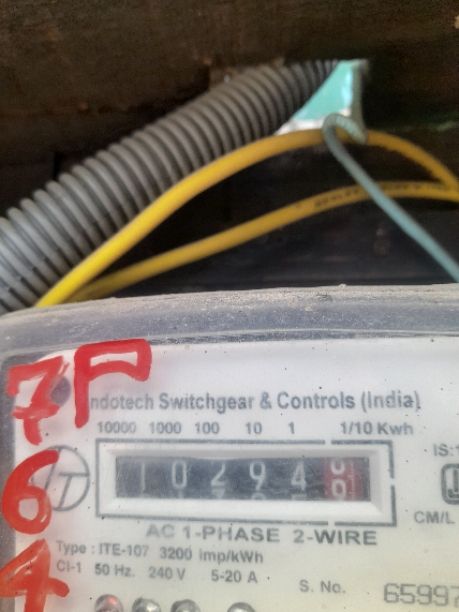 7P
Indotech Switchgear & Controls (India)
10000 1000 100 10 1 1/10 Kwh
IS:1
10294
6
IT
CM/L
AC 1-PHASE 2-WIRE
Type : ITE-107 3200 imp/kWh
Cl-1 50 Hz. 240 V 5-20 A
4
S. No. 65997